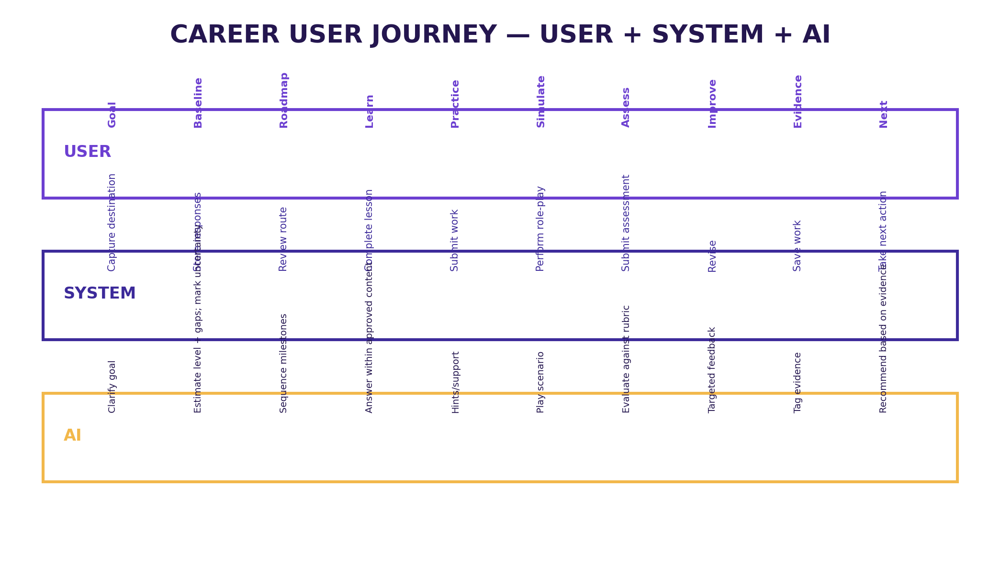 CAREER USER JOURNEY — USER + SYSTEM + AI
Goal
Baseline
Roadmap
Learn
Practice
Simulate
Assess
Improve
Evidence
Next
USER
Capture destination
Store responses
Review route
Complete lesson
Submit work
Perform role-play
Submit assessment
Revise
Save work
Take next action
SYSTEM
Clarify goal
Estimate level + gaps; mark uncertainty
Sequence milestones
Answer within approved content
Hints/support
Play scenario
Evaluate against rubric
Targeted feedback
Tag evidence
Recommend based on evidence
AI